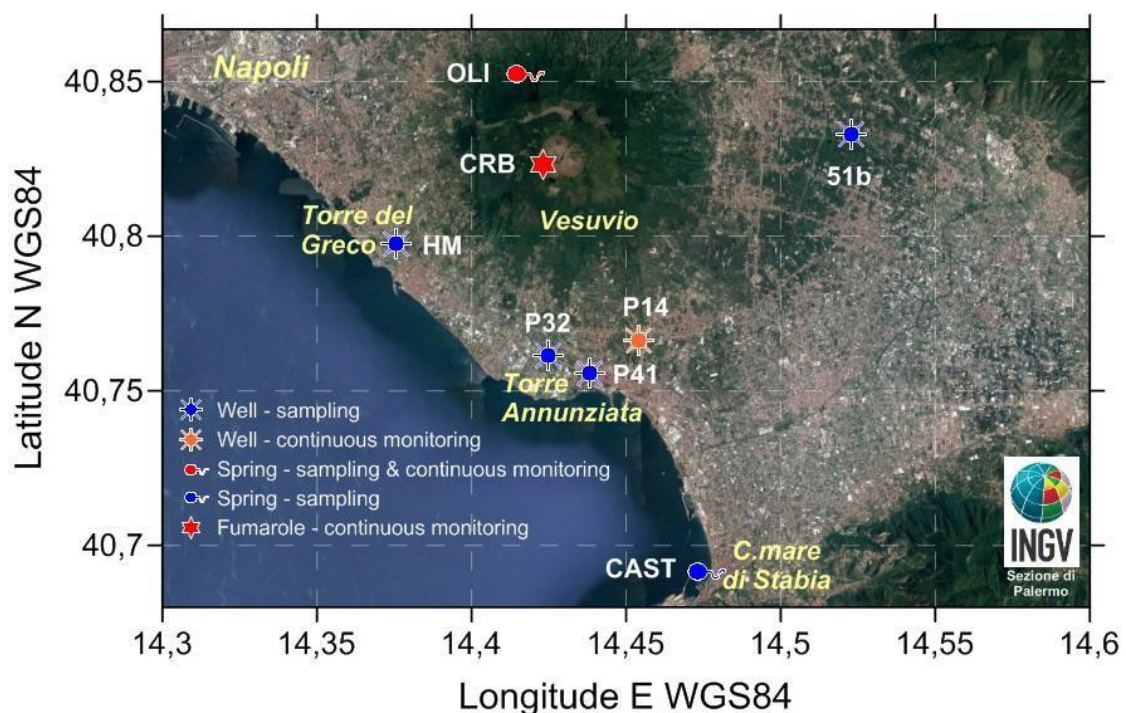 Napoli
OLI
40,85
CRB
51b
Vesuvio
Torre del
Greco
HM
40,8
P14
P32
P41
Torre
Annunziata
40,75
Well - sampling
Well - continuous monitoring
Spring - sampling & continuous monitoring
Spring - sampling
Fumarole - continuous monitoring
INGV
Sezione di
Palermo
40,7
CAST
C.mare
di Stabia
14,3 14,35 14,4 14,45 14,5 14,55 14,6
Longitude E WGS84
Latitude N WGS84